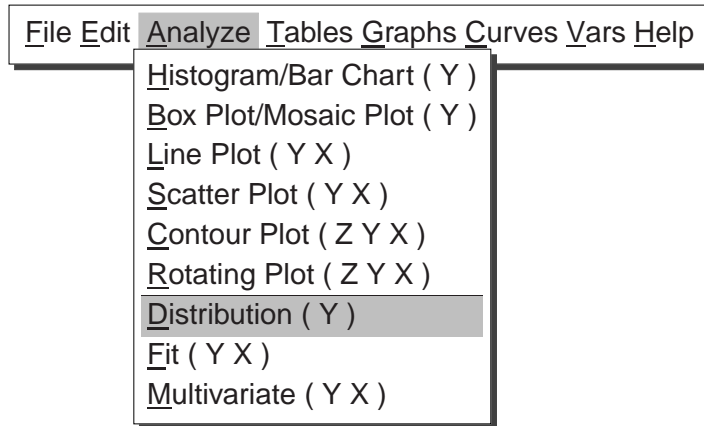 File Edit Analyze Tables Graphs Curves Vars Help
Histogram/Bar Chart ( Y )
Box Plot/Mosaic Plot ( Y )
Line Plot ( Y X )
Scatter Plot ( Y X )
Contour Plot ( Z Y X )
Rotating Plot ( Z Y X )
Distribution ( Y )
Fit ( Y X )
Multivariate ( Y X )